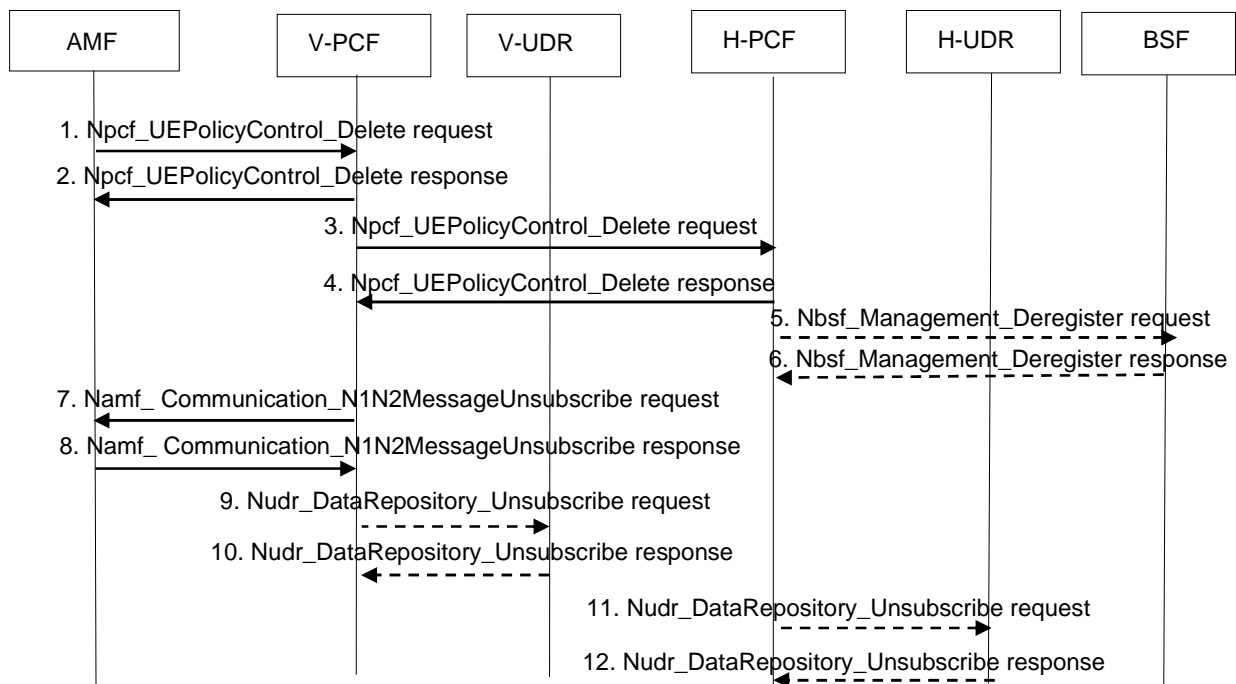 AMF
V-PCF
V-UDR
H-PCF
H-UDR
BSF
1. Npcf_UEPolicyControl_Delete request
2. Npcf_UEPolicyControl_Delete response
3. Npcf_UEPolicyControl_Delete request
4. Npcf_UEPolicyControl_Delete response
5. Nbsf_Management_Deregister request
6. Nbsf_Management_Deregister response
7. Namf_ Communication_N1N2MessageUnsubscribe request
8. Namf_ Communication_N1N2MessageUnsubscribe response
9. Nudr_DataRepository_Unsubscribe request
10. Nudr_DataRepository_Unsubscribe response
11. Nudr_DataRepository_Unsubscribe request
12. Nudr_DataRepository_Unsubscribe response